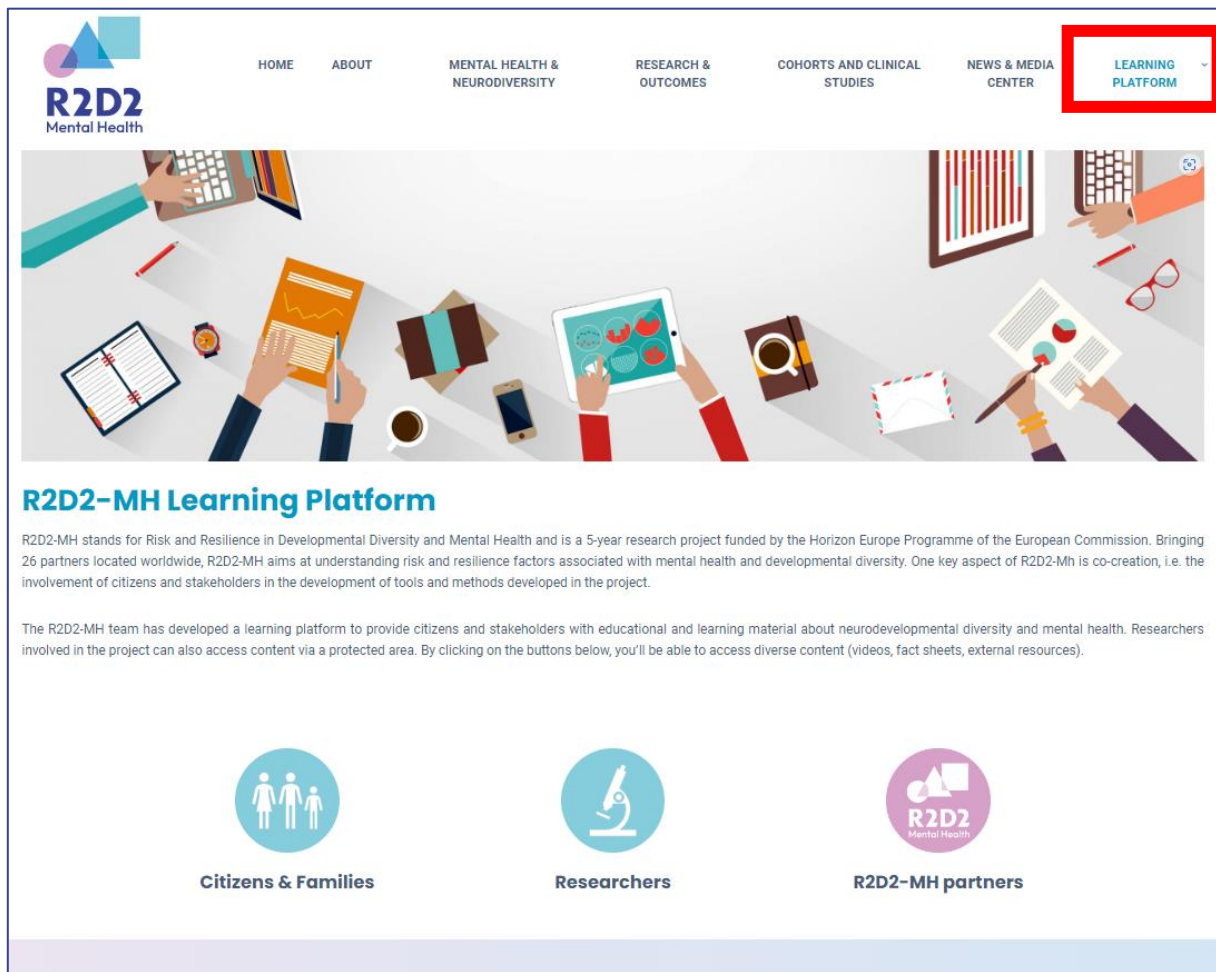 R2D2
Mental Health
HOME
ABOUT
MENTAL HEALTH &
NEURODIVERSITY
RESEARCH &
OUTCOMES
COHORTS AND CLINICAL
STUDIES
NEWS & MEDIA
CENTER
LEARNING
PLATFORM
R2D2-MH Learning Platform
R2D2-MH stands for Risk and Resilience in Developmental Diversity and Mental Health and is a 5-year research project funded by the Horizon Europe Programme of the European Commission. Bringing
26 partners located worldwide, R2D2-MH aims at understanding risk and resilience factors associated with mental health and developmental diversity. One key aspect of R2D2-Mh is co-creation, i.e. the
involvement of citizens and stakeholders in the development of tools and methods developed in the project.
The R2D2-MH team has developed a learning platform to provide citizens and stakeholders with educational and learning material about neurodevelopmental diversity and mental health. Researchers
involved in the project can also access content via a protected area. By clicking on the buttons below, you'll be able to access diverse content (videos, fact sheets, external resources).
R2D2
Mental Health
Citizens & Families
Researchers
R2D2-MH partners